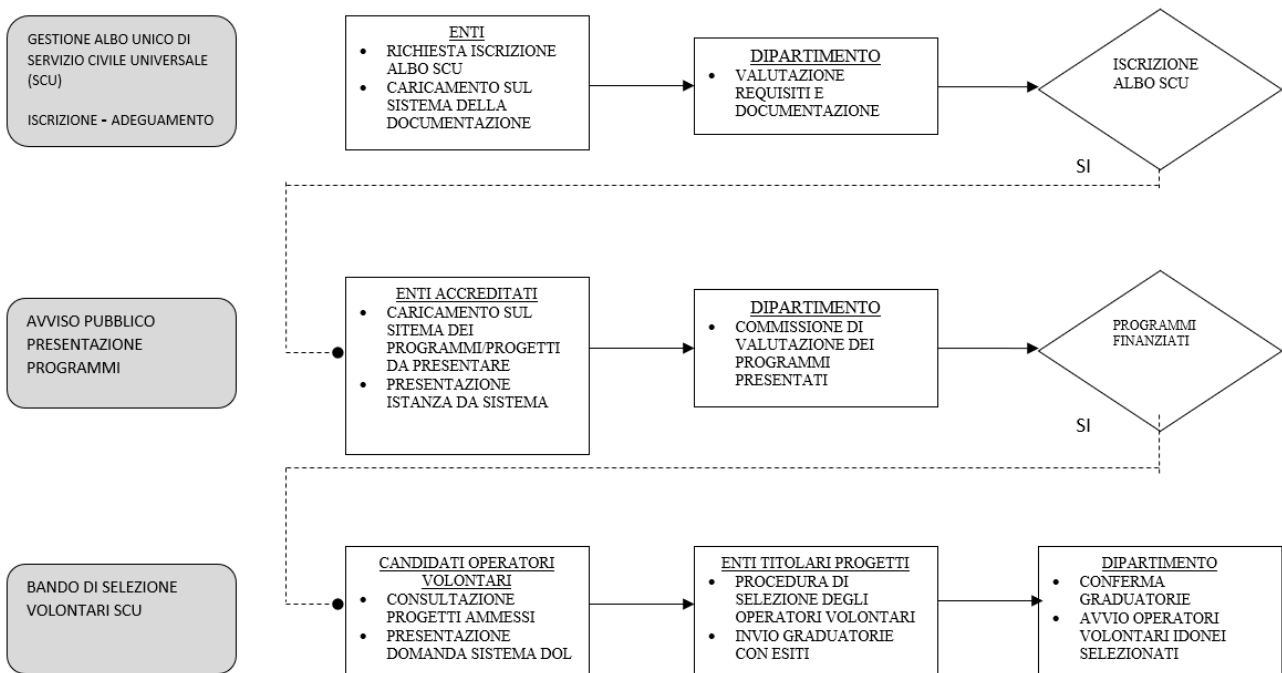 GESTIONE ALBO UNICO DI
SERVIZIO CIVILE UNIVERSALE
(SCU)
ISCRIZIONE - ADEGUAMENTO
ENTI
• RICHIESTA ISCRIZIONE
ALBO SCU
• CARICAMENTO SUL
SISTEMA DELLA
DOCUMENTAZIONE
DIPARTIMENTO
• VALUTAZIONE
REQUISITI E
DOCUMENTAZIONE
ISCRIZIONE
ALBO SCU
SI
AVVISO PUBBLICO
PRESENTAZIONE
PROGRAMMI
ENTI ACCREDITATI
• CARICAMENTO SUL
SITEMA DEI
PROGRAMMI/PROGETTI
DA PRESENTARE
• PRESENTAZIONE
ISTANZA DA SISTEMA
DIPARTIMENTO
• COMMISSIONE DI
VALUTAZIONE DEI
PROGRAMMI
PRESENTATI
PROGRAMMI
FINANZIATI
SI
BANDO DI SELEZIONE
VOLONTARI SCU
CANDIDATI OPERATORI
VOLONTARI
• CONSULTAZIONE
PROGETTI AMMESSI
• PRESENTAZIONE
DOMANDA SISTEMA DOL
ENTI TITOLARI PROGETTI
• PROCEDURA DI
SELEZIONE DEGLI
OPERATORI VOLONTARI
• INVIO GRADUATORIE
CON ESITI
DIPARTIMENTO
• CONFERMA
GRADUATORIE
• AVVIO OPERATORI
VOLONTARI IDONEI
SELEZIONATI